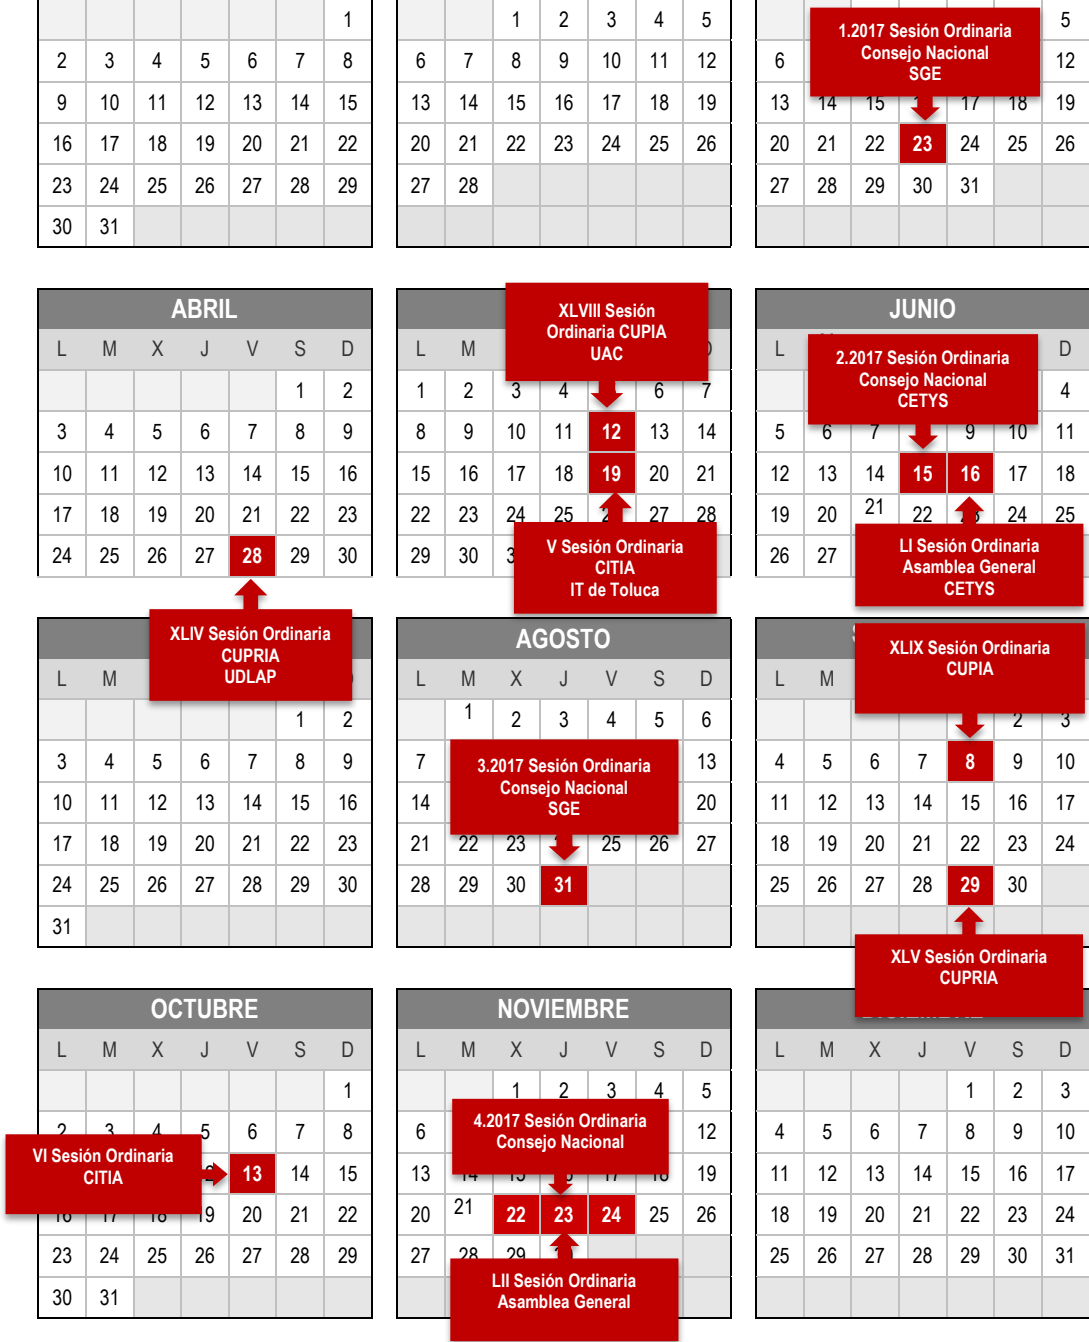 1
2 3 4 5 6 7 8
9 10 11 12 13 14 15
16 17 18 19 20 21 22
23 24 25 26 27 28 29
30 31
1 2 3 4 5
6 7 8 9 10 11 12
13 14 15 16 17 18 19
20 21 22 23 24 25 26
27 28
1.2017 Sesión Ordinaria
Consejo Nacional
SGE
5
6 12
13 14 15 17 18 19
20 21 22 23 24 25 26
27 28 29 30 31
ABRIL
L M X J V S D
1 2
3 4 5 6 7 8 9
10 11 12 13 14 15 16
17 18 19 20 21 22 23
24 25 26 27 28 29 30
XLIV Sesión Ordinaria
CUPRIA
UDLAP
XLVIII Sesión
Ordinaria CUPIA
UAC
L M D
1 2 3 4 6 7
8 9 10 11 12 13 14
15 16 17 18 19 20 21
22 23 24 25 27 28
29 30
V Sesión Ordinaria
CITIA
IT de Toluca
JUNIO
L D
2.2017 Sesión Ordinaria
Consejo Nacional
CETYS
4
5 6 7 9 10 11
12 13 14 15 16 17 18
19 20 21 22 24 25
26 27
LI Sesión Ordinaria
Asamblea General
CETYS
L M
1 2
3 4 5 6 7 8 9
10 11 12 13 14 15 16
17 18 19 20 21 22 23
24 25 26 27 28 29 30
31
AGOSTO
L M X J V S D
1 2 3 4 5 6
7 13
3.2017 Sesión Ordinaria
Consejo Nacional
SGE
14 20
21 22 23 25 26 27
28 29 30 31
XLIX Sesión Ordinaria
CUPIA
L M
2 3
4 5 6 7 8 9 10
11 12 13 14 15 16 17
18 19 20 21 22 23 24
25 26 27 28 29 30
XLV Sesión Ordinaria
CUPRIA
OCTUBRE
L M X J V S D
1
2 3 4 5 6 7 8
VI Sesión Ordinaria
CITIA
13 14 15
16 17 18 19 20 21 22
23 24 25 26 27 28 29
30 31
NOVIEMBRE
L M X J V S D
1 2 3 4 5
6 12
4.2017 Sesión Ordinaria
Consejo Nacional
13 14 17 18 19
20 21 22 23 24 25 26
27 28 29
LII Sesión Ordinaria
Asamblea General
L M X J V S D
1 2 3
4 5 6 7 8 9 10
11 12 13 14 15 16 17
18 19 20 21 22 23 24
25 26 27 28 29 30 31